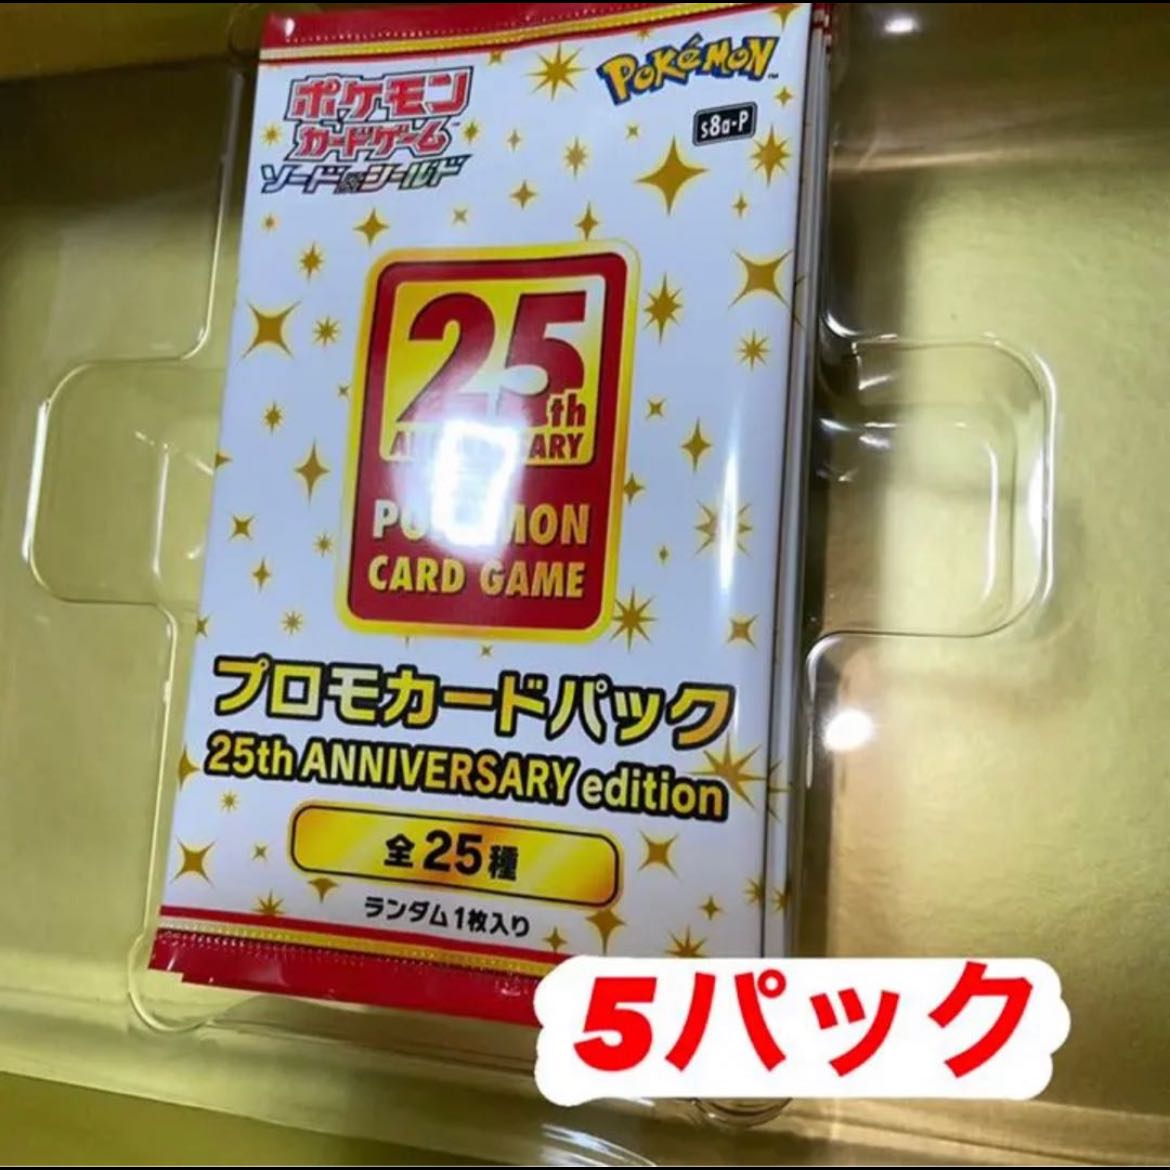 ポケモン
カードゲーム
ソード&シールド
POKÉMON
s8a-P
25th
ANNIVERSARY
POKÉMON
CARD GAME
プロモカードパック
25th ANNIVERSARY edition
全25種
ランダム1枚入り
5パック